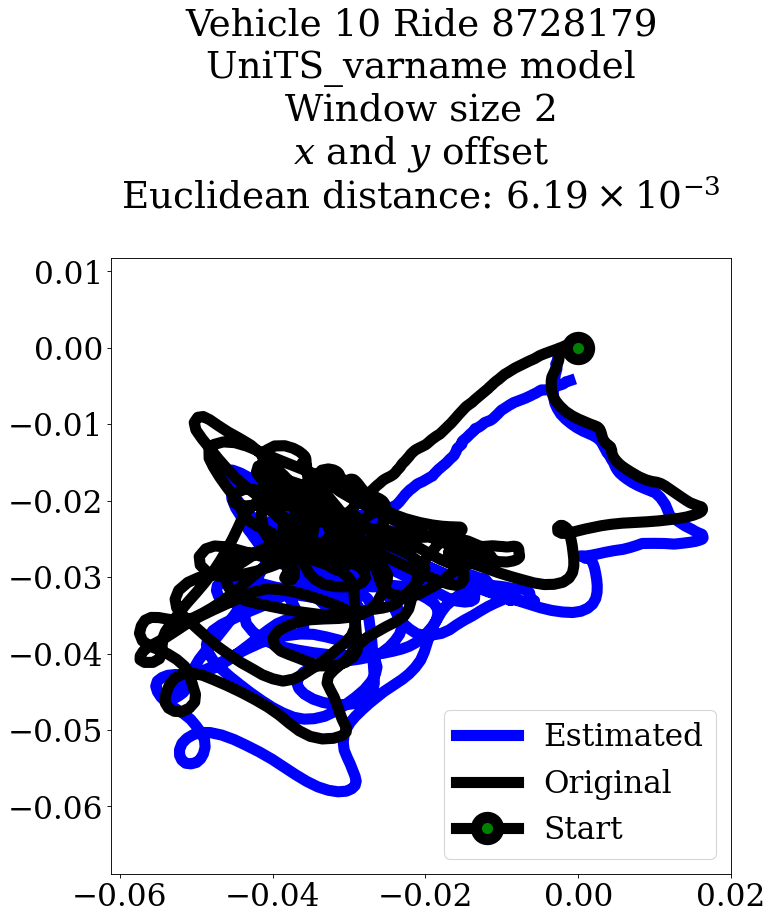 Vehicle 10 Ride 8728179
UniTS_varname model
Window size 2
x and y offset
Euclidean distance: 6.19 × 10⁻³
0.01
0.00
−0.01
−0.02
−0.03
−0.04
−0.05
−0.06
Estimated
Original
Start
−0.06 −0.04 −0.02 0.00 0.02